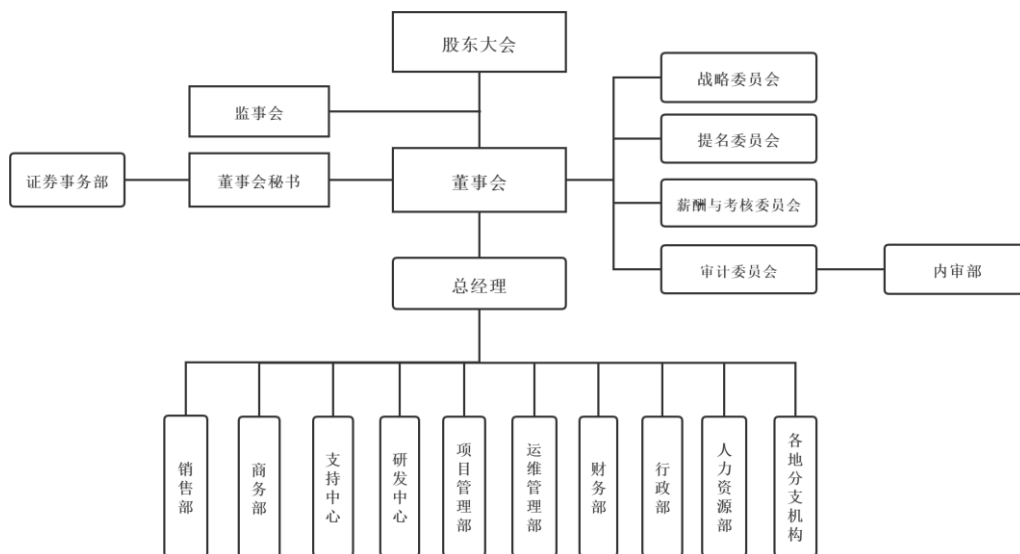 股东大会
战略委员会
监事会
提名委员会
证券事务部
董事会秘书
董事会
薪酬与考核委员会
审计委员会
内审部
总经理
销售部
商务部
支持中心
研发中心
项目管理部
运维管理部
财务部
行政部
人力资源部
各地分支机构